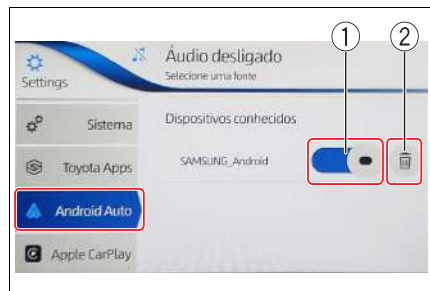 ① ②
Settings
Áudio desligado
Selecione uma fonte
Sistema
Toyota Apps
Android Auto
Apple CarPlay
Dispositivos conhecidos
SAMSUNG_Android